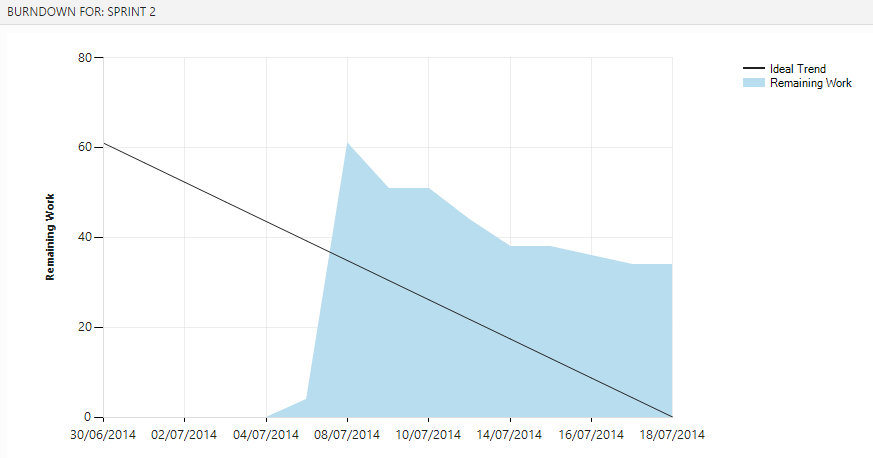 BURNDOWN FOR: SPRINT 2
80
60
40
20
0
Remaining Work
30/06/2014 02/07/2014 04/07/2014 08/07/2014 10/07/2014 14/07/2014 16/07/2014 18/07/2014
Ideal Trend
Remaining Work